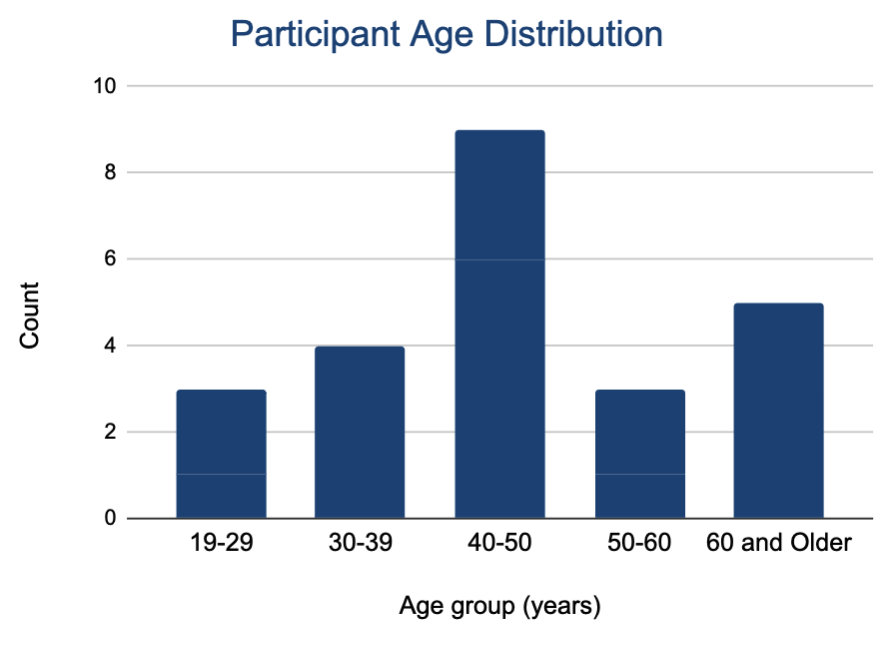 Participant Age Distribution
10
8
6
4
2
0
Count
19-29 30-39 40-50 50-60 60 and Older
Age group (years)